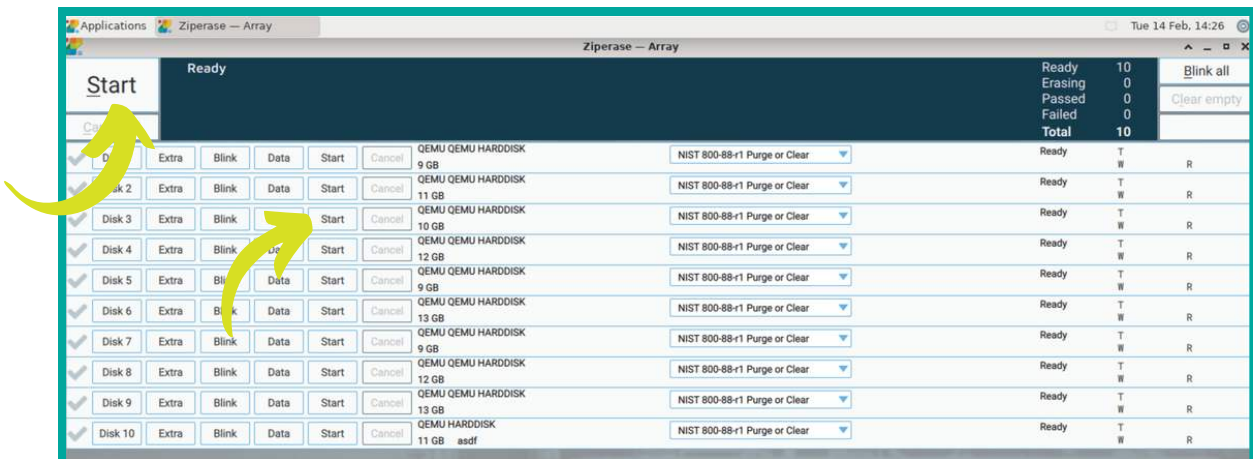 Applications Ziperase — Array Tue 14 Feb, 14:26
Ziperase — Array
Start Ready Ready 10 Blink all
Erasing 0
Passed 0 Clear empty
Failed 0
Total 10
Extra Blink Data Start Cancel QEMU QEMU HARDDISK NIST 800-88-r1 Purge or Clear Ready T
9 GB W R
2 Extra Blink Data Start Cancel QEMU QEMU HARDDISK NIST 800-88-r1 Purge or Clear Ready T
11 GB W R
Disk 3 Extra Blink Start Cancel QEMU QEMU HARDDISK NIST 800-88-r1 Purge or Clear Ready T
10 GB W R
Disk 4 Extra Blink Start Cancel QEMU QEMU HARDDISK NIST 800-88-r1 Purge or Clear Ready T
12 GB W R
Disk 5 Extra Data Start Cancel QEMU QEMU HARDDISK NIST 800-88-r1 Purge or Clear Ready T
9 GB W R
Disk 6 Extra Data Start Cancel QEMU QEMU HARDDISK NIST 800-88-r1 Purge or Clear Ready T
13 GB W R
Disk 7 Extra Blink Data Start Cancel QEMU QEMU HARDDISK NIST 800-88-r1 Purge or Clear Ready T
9 GB W R
Disk 8 Extra Blink Data Start Cancel QEMU QEMU HARDDISK NIST 800-88-r1 Purge or Clear Ready T
12 GB W R
Disk 9 Extra Blink Data Start Cancel QEMU QEMU HARDDISK NIST 800-88-r1 Purge or Clear Ready T
13 GB W R
Disk 10 Extra Blink Data Start Cancel QEMU HARDDISK NIST 800-88-r1 Purge or Clear Ready T
11 GB asdf W R